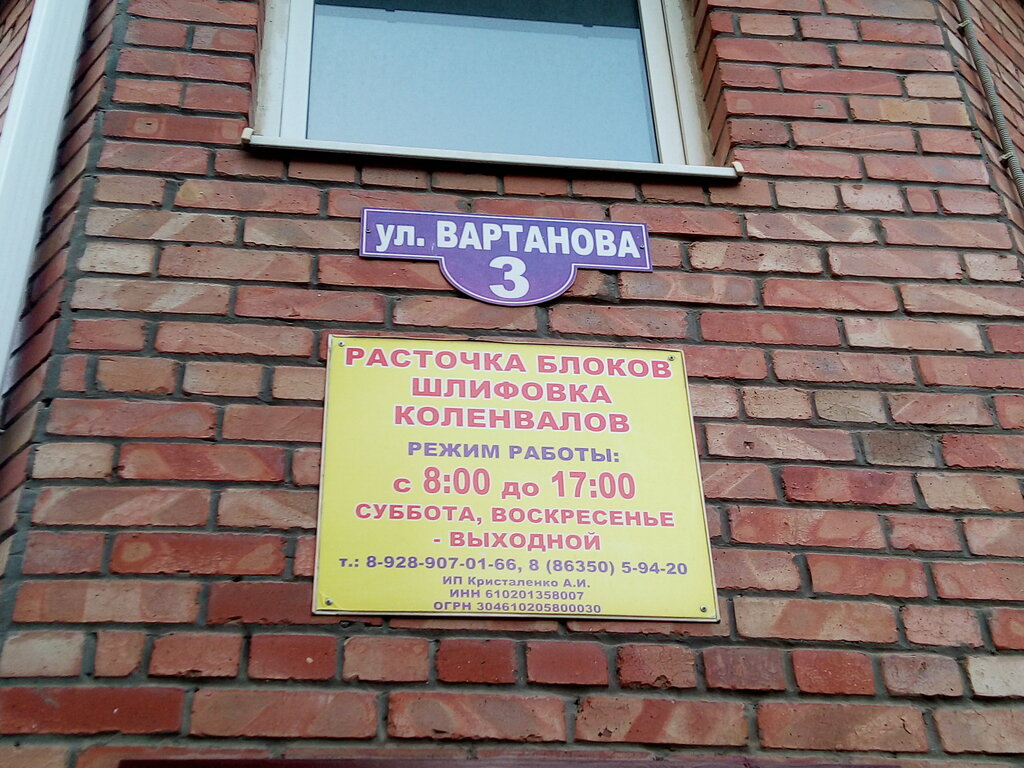 ул. ВАРТАНОВА
3
РАСТОЧКА БЛОКОВ
ШЛИФОВКА
КОЛЕНВАЛОВ
РЕЖИМ РАБОТЫ:
с 8:00 до 17:00
СУББОТА, ВОСКРЕСЕНЬЕ
- ВЫХОДНОЙ
т.: 8-928-907-01-66, 8 (86350) 5-94-20
ИП Кристаленко А.И.
ИНН 610201358007
ОГРН 304610205800030